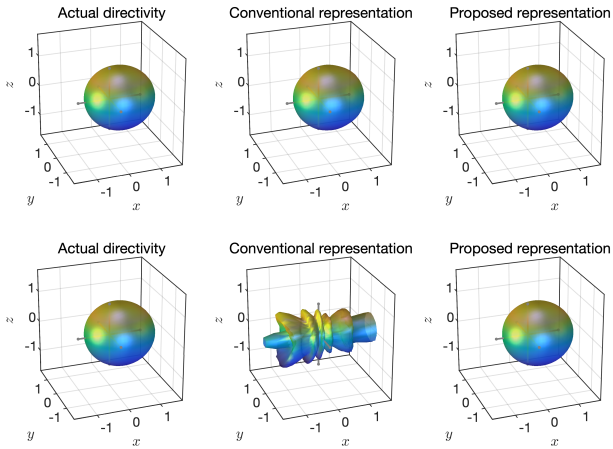 Actual directivity Conventional representation Proposed representation
1 1 1
z 0 z 0 z 0
-1 -1 -1
1 1 1
0 0 0
-1 1 -1 1 -1 1
y -1 0 y -1 0 y -1 0
x x x
Actual directivity Conventional representation Proposed representation
1 1 1
z 0 z 0 z 0
-1 -1 -1
1 1 1
0 0 0
-1 1 -1 1 -1 1
y -1 0 y -1 0 y -1 0
x x x